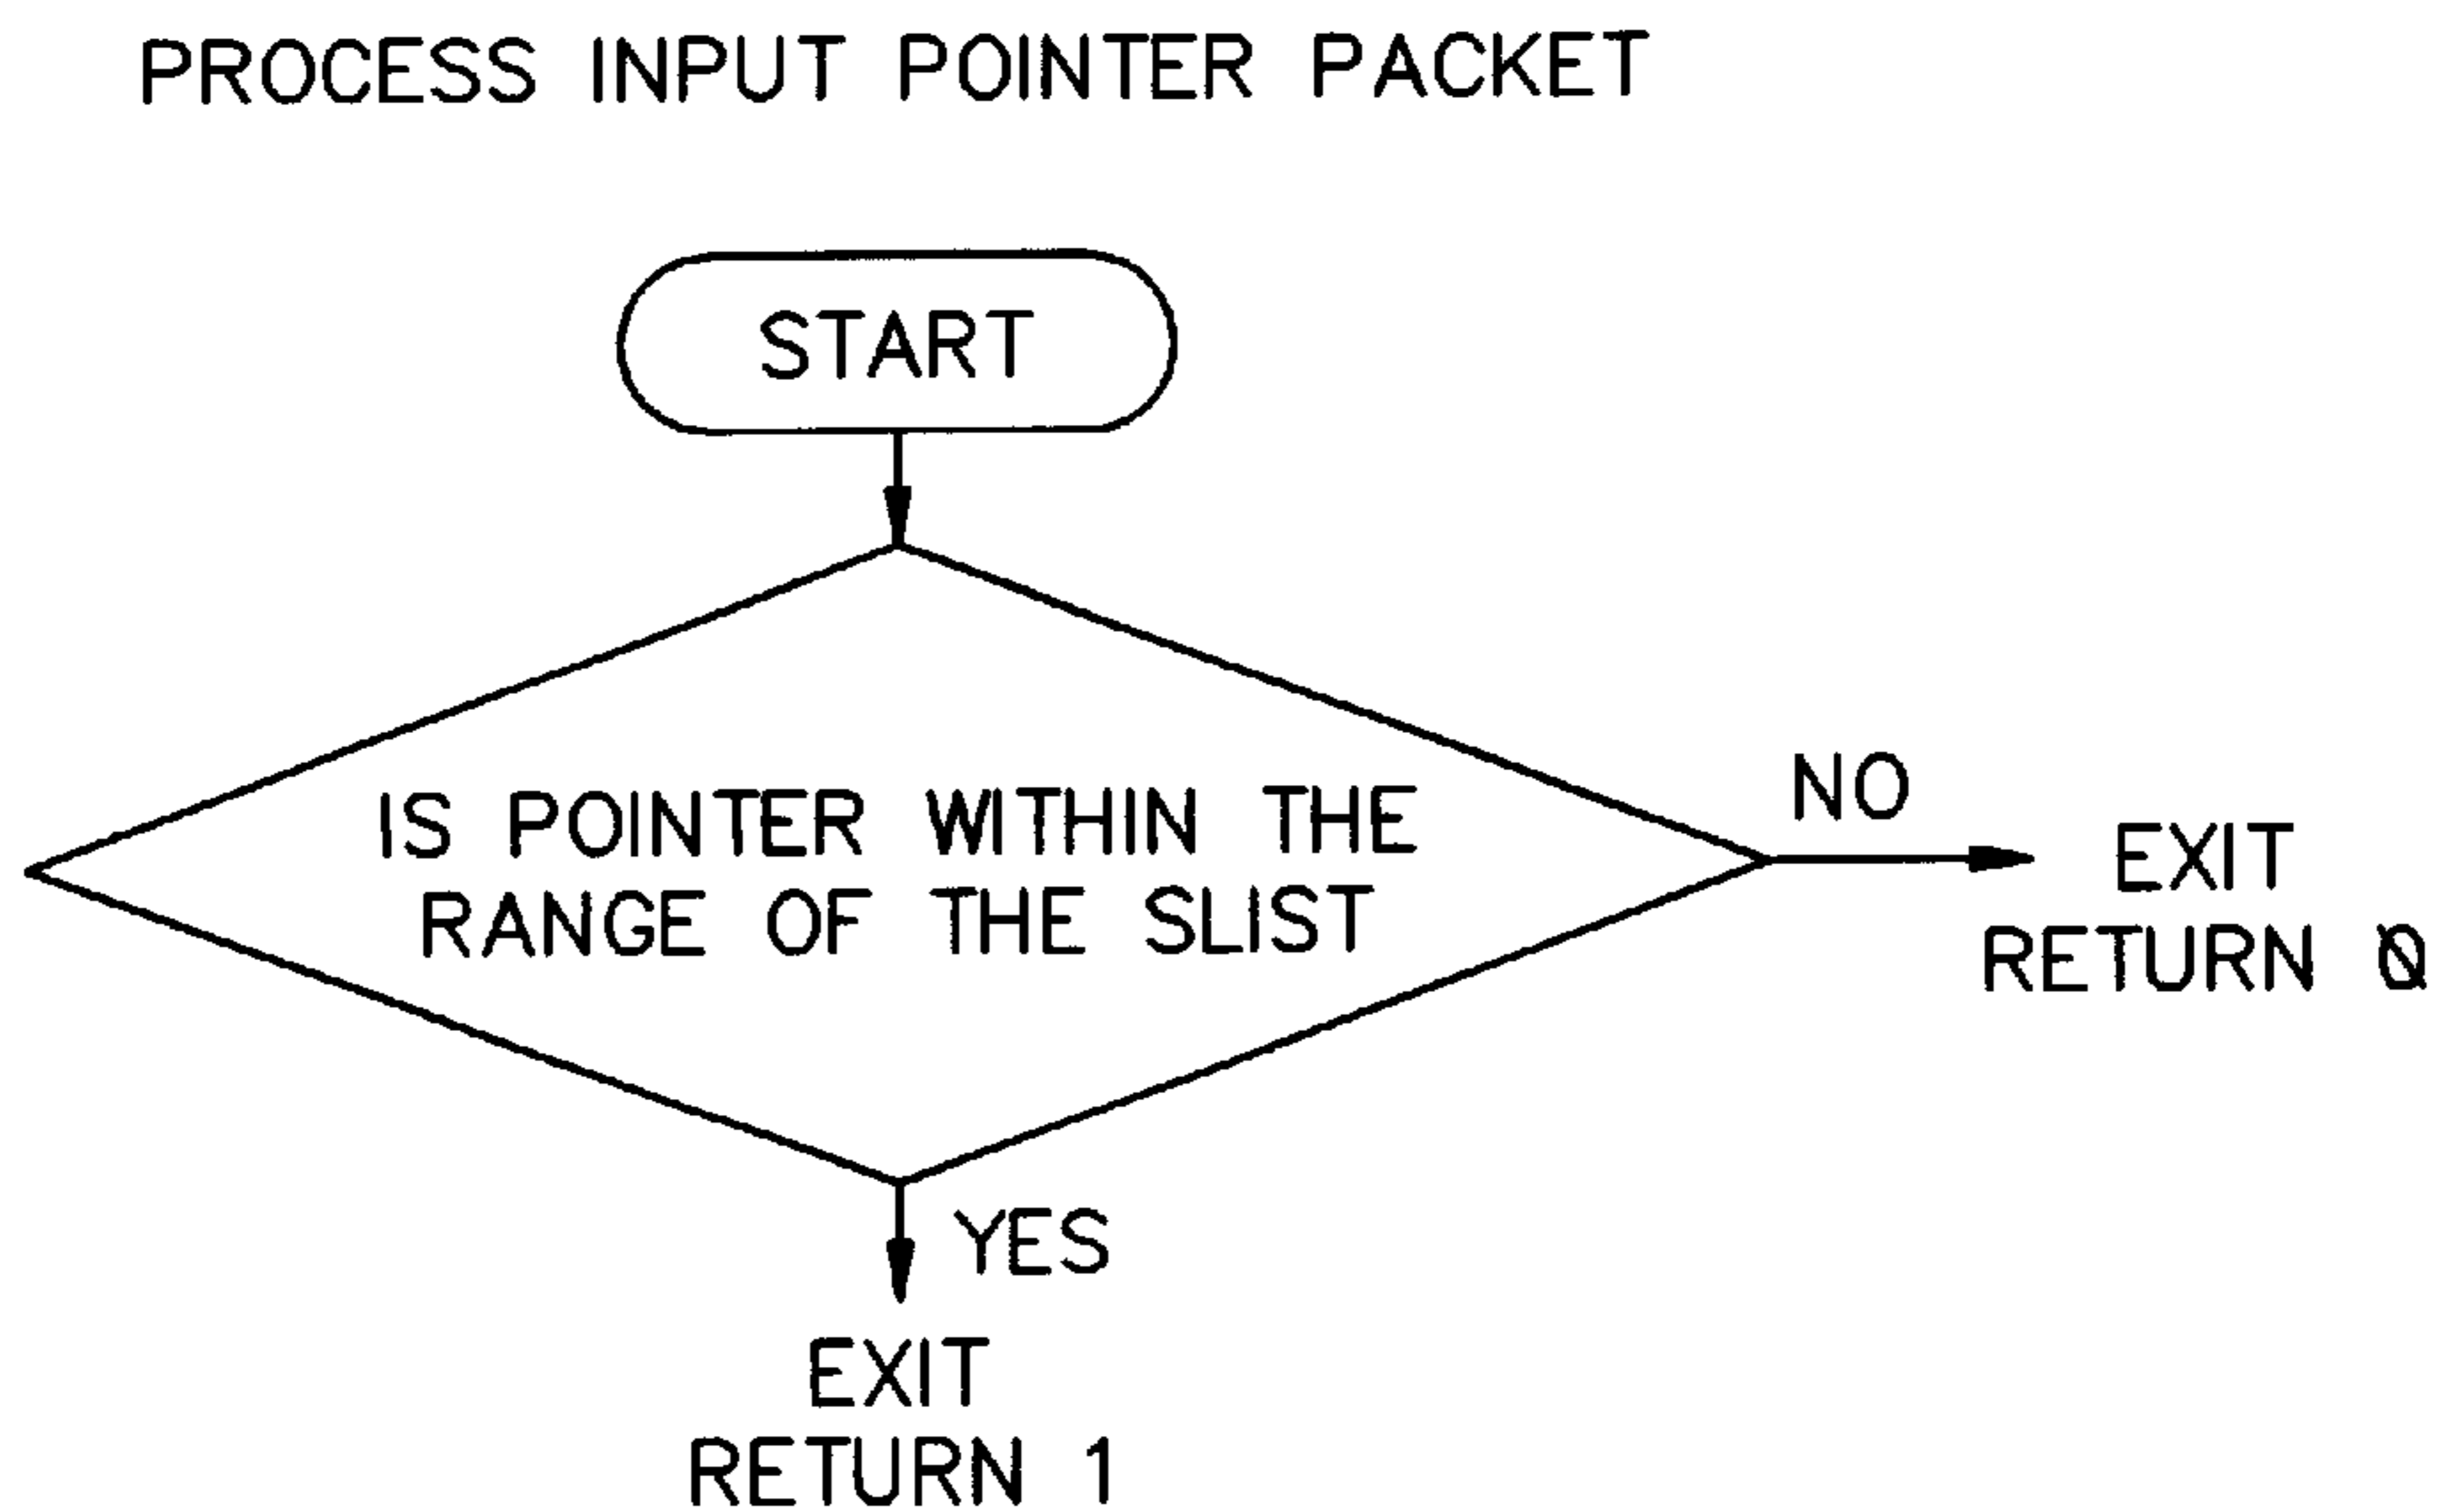 PROCESS INPUT POINTER PACKET
START
IS POINTER WITHIN THE
RANGE OF THE SLIST
NO
EXIT
RETURN 0
YES
EXIT
RETURN 1